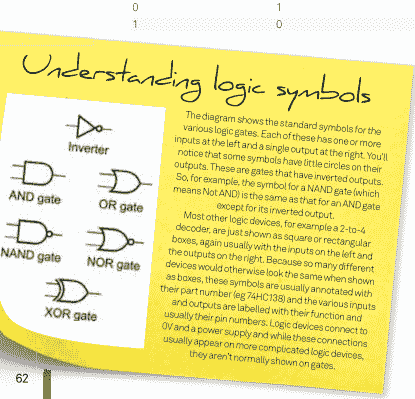 0 1
1 0
Understanding logic symbols
Inverter
AND gate OR gate
NAND gate NOR gate
XOR gate
The diagram shows the standard symbols for the
various logic gates. Each of these has one or more
inputs at the left and a single output at the right. You'll
notice that some symbols have little circles on their
outputs. These are gates that have inverted outputs.
So, for example, the symbol for a NAND gate (which
means Not AND) is the same as that for an AND gate
except for its inverted output.
Most other logic devices, for example a 2-to-4
decoder, are just shown as square or rectangular
boxes, again usually with the inputs on the left and
the outputs on the right. Because so many different
devices would otherwise look the same when shown
as boxes, these symbols are usually annotated with
their part number (eg 74HC138) and the various inputs
and outputs are labelled with their function and
usually their pin numbers. Logic devices connect to
0V and a power supply and while these connections
usually appear on more complicated logic devices,
they aren't normally shown on gates.
62